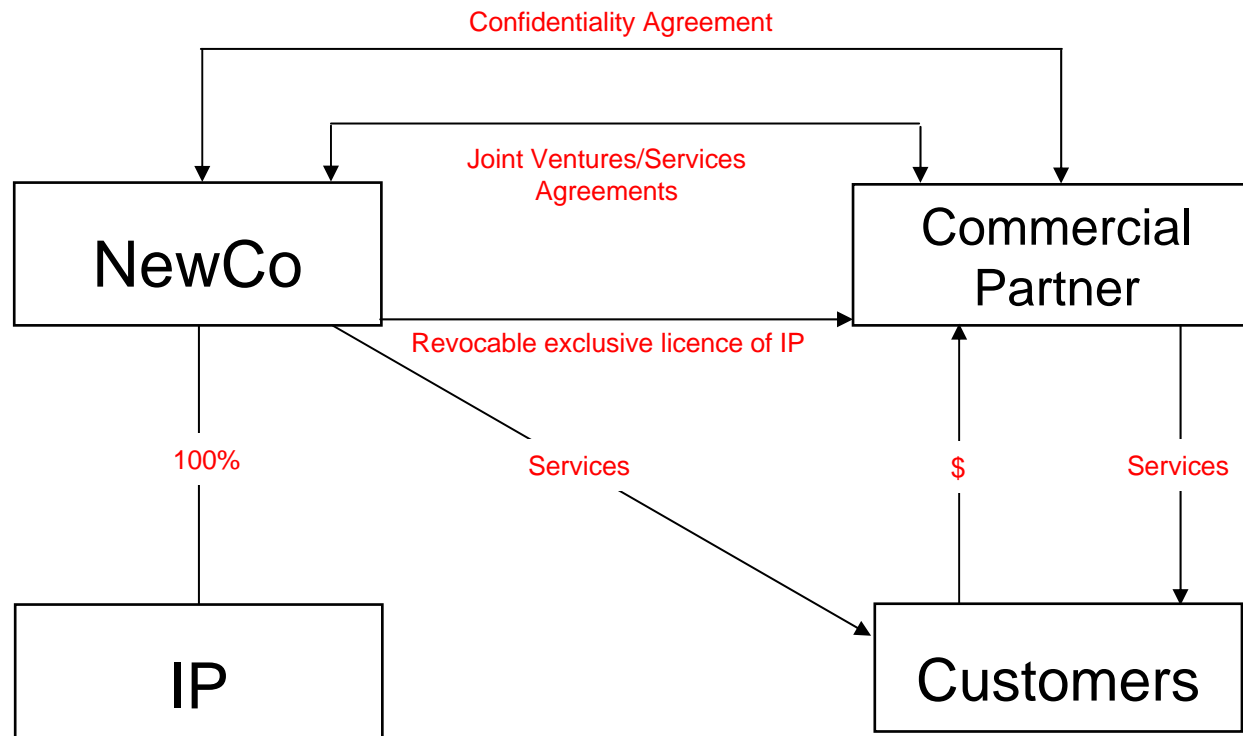 Confidentiality Agreement
Joint Ventures/Services
Agreements
NewCo
Commercial
Partner
Revocable exclusive licence of IP
100%
Services
$
Services
IP
Customers